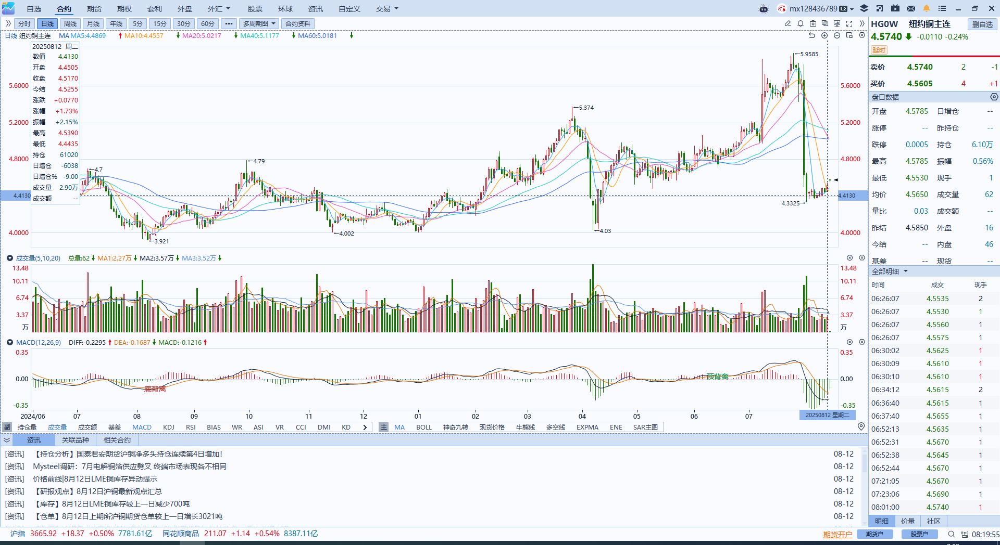 自选 合约 期货 期权 套利 外盘 外汇 股票 环球 资讯 自定义 交易 mx128436789 L2
分时 日线 周线 月线 年线 5分 15分 30分 60分 ••• 多周期图 合约资料
HG0W 纽约铜主连 删自选
日线 纽约铜主连 MA MA5:4.4869 MA10:4.4557 MA20:5.0217 MA40:5.1177 MA60:5.0181
4.5740 -0.0110 -0.24%
延时
20250812 周二
数值 4.4130
开盘 4.4505
收盘 4.5170
今结 4.5255
涨跌 +0.0770
涨幅 +1.73%
振幅 +2.15%
最高 4.5390
最低 4.4435
持仓 61020
日增仓 -6038
日增仓% -9.00
成交量 2.90万
成交额 --
5.6000
5.2000
4.8000
4.4130
4.0000
5.9585
5.374
4.79
4.7
4.3325
4.03
4.002
3.921
5.6000
5.2000
4.8000
4.4130
4.0000
成交量(5,10,20) 总量:62 MA1:2.27万 MA2:3.57万 MA3:3.52万
13.48 13.48
10.11 10.11
6.74 6.74
3.37 3.37
万 万
MACD(12,26,9) DIFF:-0.2295 DEA:-0.1687 MACD:-0.1216
0.35 0.35
顶背离
0.00 0.00
底背离
-0.35 -0.35
2024/06 07 08 09 10 11 12 01 02 03 04 05 06 07 20250812 星期二
副 持仓量 成交量 成交额 基差 MACD KDJ RSI BIAS WR ASI VR CCI DMI KD 主 MA BOLL 神奇九转 现货价格 牛熊线 多空线 EXPMA ENE SAR主图
资讯 关联品种 相关合约
[资讯] 【持仓分析】国泰君安期货沪铜净多头持仓连续第4日增加！ 08-12
[资讯] Mysteel调研：7月电解铜箔供应劈叉 终端市场表现各不相同 08-12
[资讯] 价格前线|8月12日LME铜库存异动提示 08-12
[资讯] 【研报观点】8月12日沪铜最新观点汇总 08-12
[资讯] 【库存】8月12日LME铜库存较上一日减少700吨 08-12
[资讯] 【仓单】8月12日上期所沪铜期货仓单较上一日增长3021吨 08-12
卖价 4.5740 2 -1
买价 4.5605 4 +1
盘口数据
开盘 4.5785 日增仓 --
涨停 -- 昨持仓 --
跌停 0.0005 持仓 6.10万
最高 4.5785 振幅 0.56%
最低 4.5530 现手 1
均价 4.5650 成交量 62
量比 0.03 成交额 --
昨结 4.5850 外盘 16
今结 -- 内盘 46
基差 -- 现货 --
全部明细
时间 成交 现手
06:26:07 4.5535 2
06:26:07 4.5530 1
06:26:07 4.5560 1
06:26:07 4.5575 1
06:30:02 4.5625 1
06:30:09 4.5610 1
06:30:10 4.5610 1
06:34:12 4.5615 2
06:36:40 4.5615 1
06:37:40 4.5655 1
06:52:13 4.5635 1
06:52:31 4.5670 1
06:52:38 4.5645 1
06:52:44 4.5670 1
07:21:05 4.5670 1
07:23:06 4.5690 1
08:01:00 4.5740 1
明细 价量 社区
沪指 3665.92 +18.37 +0.50% 7781.61亿 同花顺商品 211.07 +1.14 +0.54% 8387.11亿 期货开户 期货户 股票户 08:19:55